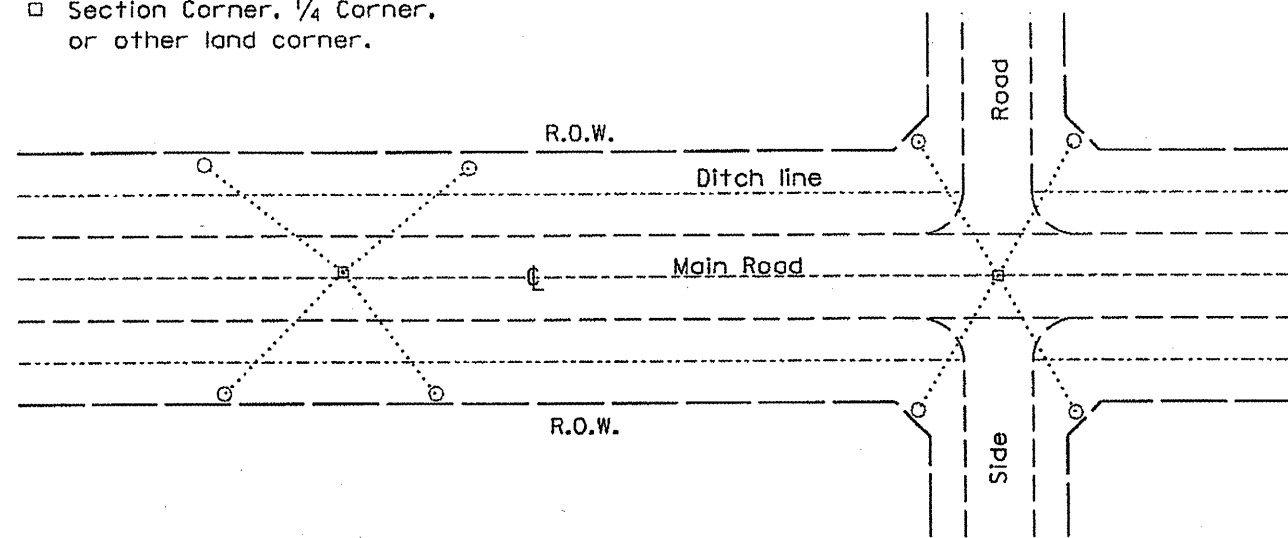 □ Section Corner, 1/4 Corner,
or other land corner.
Road
R.O.W.
Ditch line
℄
Main Road
R.O.W.
Side